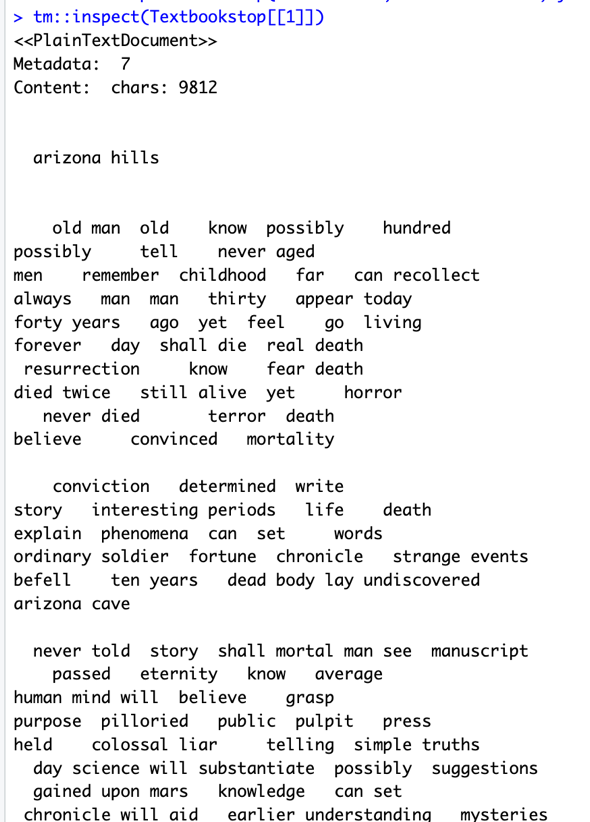 > tm::inspect(Textbookstop[[1]])
<<PlainTextDocument>>
Metadata:  7
Content:  chars: 9812
arizona hills
old man  old    know  possibly    hundred
possibly     tell    never aged
men    remember  childhood   far   can recollect
always   man  man   thirty   appear today
forty years   ago  yet  feel    go  living
forever   day  shall die  real death
resurrection     know    fear death
died twice   still alive  yet     horror
never died       terror  death
believe     convinced   mortality
conviction   determined  write
story   interesting periods   life    death
explain  phenomena  can  set     words
ordinary soldier  fortune  chronicle   strange events
befell    ten years   dead body lay undiscovered
arizona cave
never told  story  shall mortal man see  manuscript
passed   eternity   know   average
human mind will  believe    grasp
purpose  pilloried   public  pulpit   press
held    colossal liar     telling  simple truths
day science will substantiate  possibly  suggestions
gained upon mars   knowledge   can set
chronicle will aid   earlier understanding   mysteries